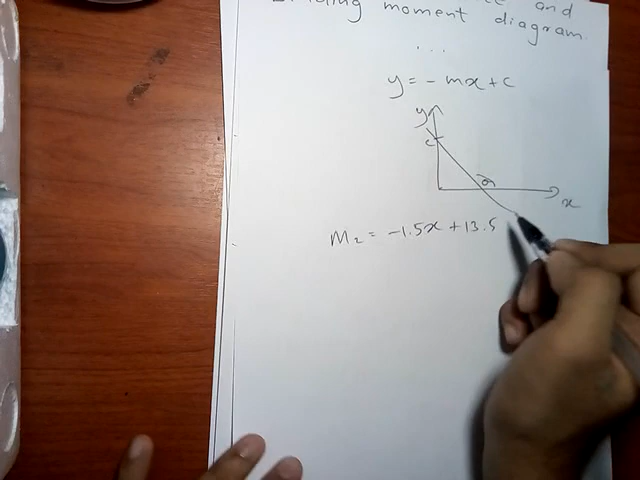 and
moment diagram
...
y = -mx + c
y
c
x
M₂ = -1.5x + 13.5